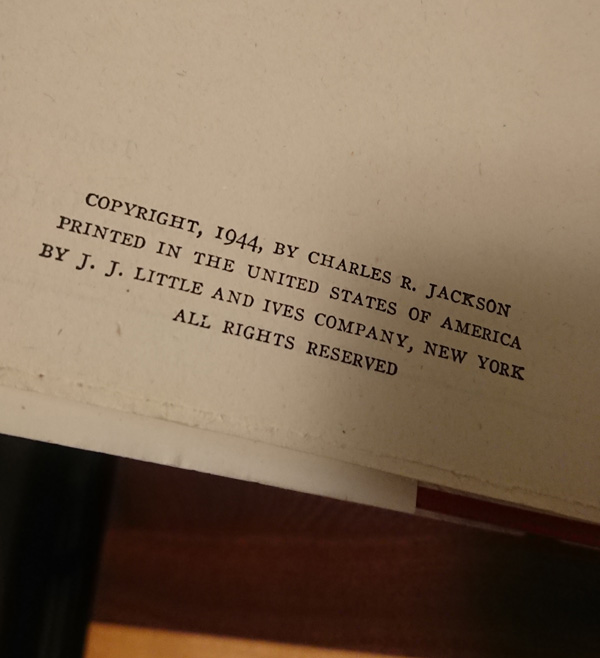 COPYRIGHT, 1944, BY CHARLES R. JACKSON
PRINTED IN THE UNITED STATES OF AMERICA
BY J. J. LITTLE AND IVES COMPANY, NEW YORK
ALL RIGHTS RESERVED